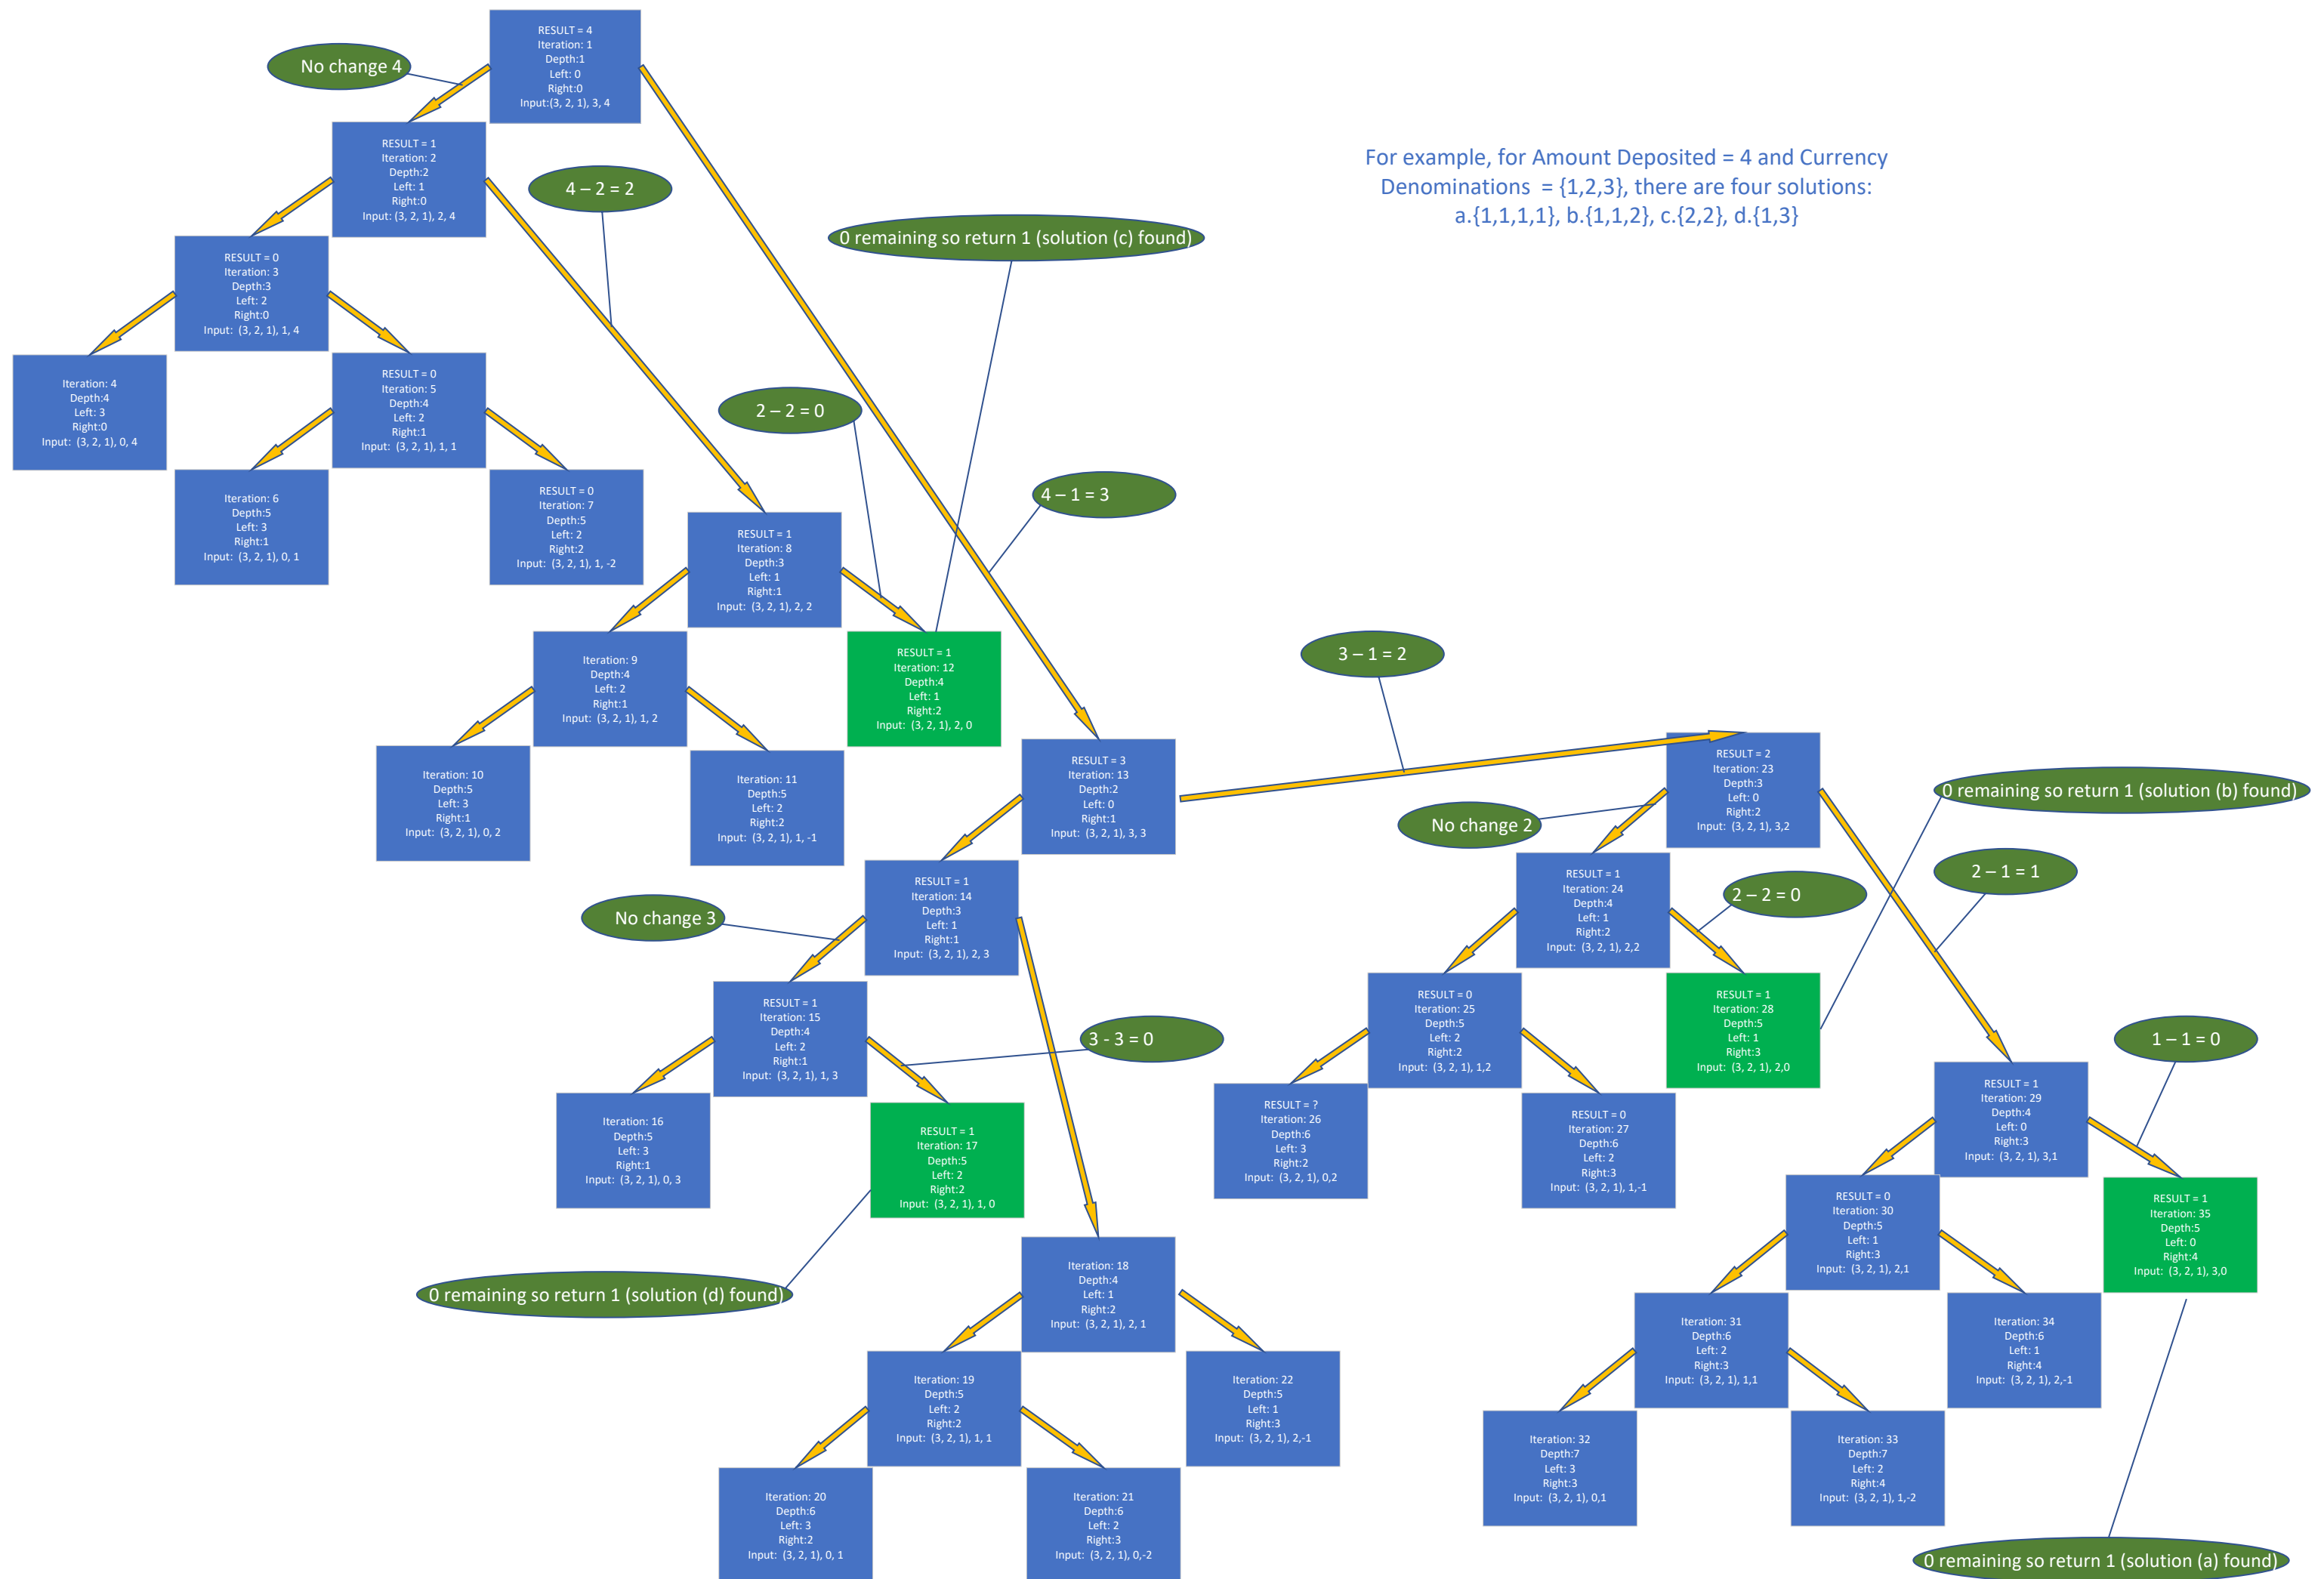 RESULT = 4
Iteration: 1
Depth:1
Left: 0
Right:0
Input:(3, 2, 1), 3, 4
No change 4
RESULT = 1
Iteration: 2
Depth:2
Left: 1
Right:0
Input: (3, 2, 1), 2, 4
4 – 2 = 2
For example, for Amount Deposited = 4 and Currency
Denominations = {1,2,3}, there are four solutions:
a.{1,1,1,1}, b.{1,1,2}, c.{2,2}, d.{1,3}
0 remaining so return 1 (solution (c) found)
RESULT = 0
Iteration: 3
Depth:3
Left: 2
Right:0
Input: (3, 2, 1), 1, 4
Iteration: 4
Depth:4
Left: 3
Right:0
Input: (3, 2, 1), 0, 4
RESULT = 0
Iteration: 5
Depth:4
Left: 2
Right:1
Input: (3, 2, 1), 1, 1
2 – 2 = 0
4 – 1 = 3
Iteration: 6
Depth:5
Left: 3
Right:1
Input: (3, 2, 1), 0, 1
RESULT = 0
Iteration: 7
Depth:5
Left: 2
Right:2
Input: (3, 2, 1), 1, -2
RESULT = 1
Iteration: 8
Depth:3
Left: 1
Right:1
Input: (3, 2, 1), 2, 2
Iteration: 9
Depth:4
Left: 2
Right:1
Input: (3, 2, 1), 1, 2
RESULT = 1
Iteration: 12
Depth:4
Left: 1
Right:2
Input: (3, 2, 1), 2, 0
3 – 1 = 2
Iteration: 10
Depth:5
Left: 3
Right:1
Input: (3, 2, 1), 0, 2
Iteration: 11
Depth:5
Left: 2
Right:2
Input: (3, 2, 1), 1, -1
RESULT = 3
Iteration: 13
Depth:2
Left: 0
Right:1
Input: (3, 2, 1), 3, 3
RESULT = 2
Iteration: 23
Depth:3
Left: 0
Right:2
Input: (3, 2, 1), 3,2
0 remaining so return 1 (solution (b) found)
No change 2
RESULT = 1
Iteration: 14
Depth:3
Left: 1
Right:1
Input: (3, 2, 1), 2, 3
No change 3
RESULT = 1
Iteration: 24
Depth:4
Left: 1
Right:2
Input: (3, 2, 1), 2,2
2 – 2 = 0
2 – 1 = 1
RESULT = 1
Iteration: 15
Depth:4
Left: 2
Right:1
Input: (3, 2, 1), 1, 3
3 - 3 = 0
RESULT = 0
Iteration: 25
Depth:5
Left: 2
Right:2
Input: (3, 2, 1), 1,2
RESULT = 1
Iteration: 28
Depth:5
Left: 1
Right:3
Input: (3, 2, 1), 2,0
1 – 1 = 0
Iteration: 16
Depth:5
Left: 3
Right:1
Input: (3, 2, 1), 0, 3
RESULT = 1
Iteration: 17
Depth:5
Left: 2
Right:2
Input: (3, 2, 1), 1, 0
RESULT = ?
Iteration: 26
Depth:6
Left: 3
Right:2
Input: (3, 2, 1), 0,2
RESULT = 0
Iteration: 27
Depth:6
Left: 2
Right:3
Input: (3, 2, 1), 1,-1
RESULT = 1
Iteration: 29
Depth:4
Left: 0
Right:3
Input: (3, 2, 1), 3,1
RESULT = 0
Iteration: 30
Depth:5
Left: 1
Right:3
Input: (3, 2, 1), 2,1
RESULT = 1
Iteration: 35
Depth:5
Left: 0
Right:4
Input: (3, 2, 1), 3,0
0 remaining so return 1 (solution (d) found)
Iteration: 18
Depth:4
Left: 1
Right:2
Input: (3, 2, 1), 2, 1
Iteration: 31
Depth:6
Left: 2
Right:3
Input: (3, 2, 1), 1,1
Iteration: 34
Depth:6
Left: 1
Right:4
Input: (3, 2, 1), 2,-1
Iteration: 19
Depth:5
Left: 2
Right:2
Input: (3, 2, 1), 1, 1
Iteration: 22
Depth:5
Left: 1
Right:3
Input: (3, 2, 1), 2,-1
Iteration: 32
Depth:7
Left: 3
Right:3
Input: (3, 2, 1), 0,1
Iteration: 33
Depth:7
Left: 2
Right:4
Input: (3, 2, 1), 1,-2
Iteration: 20
Depth:6
Left: 3
Right:2
Input: (3, 2, 1), 0, 1
Iteration: 21
Depth:6
Left: 2
Right:3
Input: (3, 2, 1), 0,-2
0 remaining so return 1 (solution (a) found)